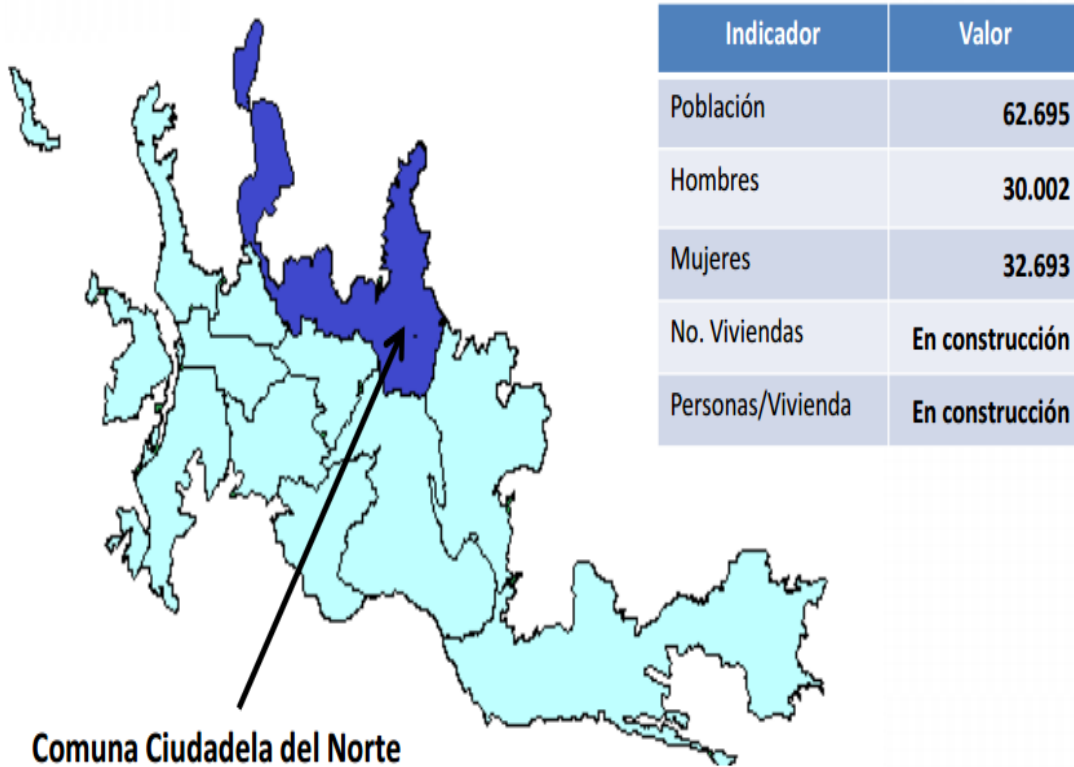 Indicador Valor
Población 62.695
Hombres 30.002
Mujeres 32.693
No. Viviendas En construcción
Personas/Vivienda En construcción
Comuna Ciudadela del Norte